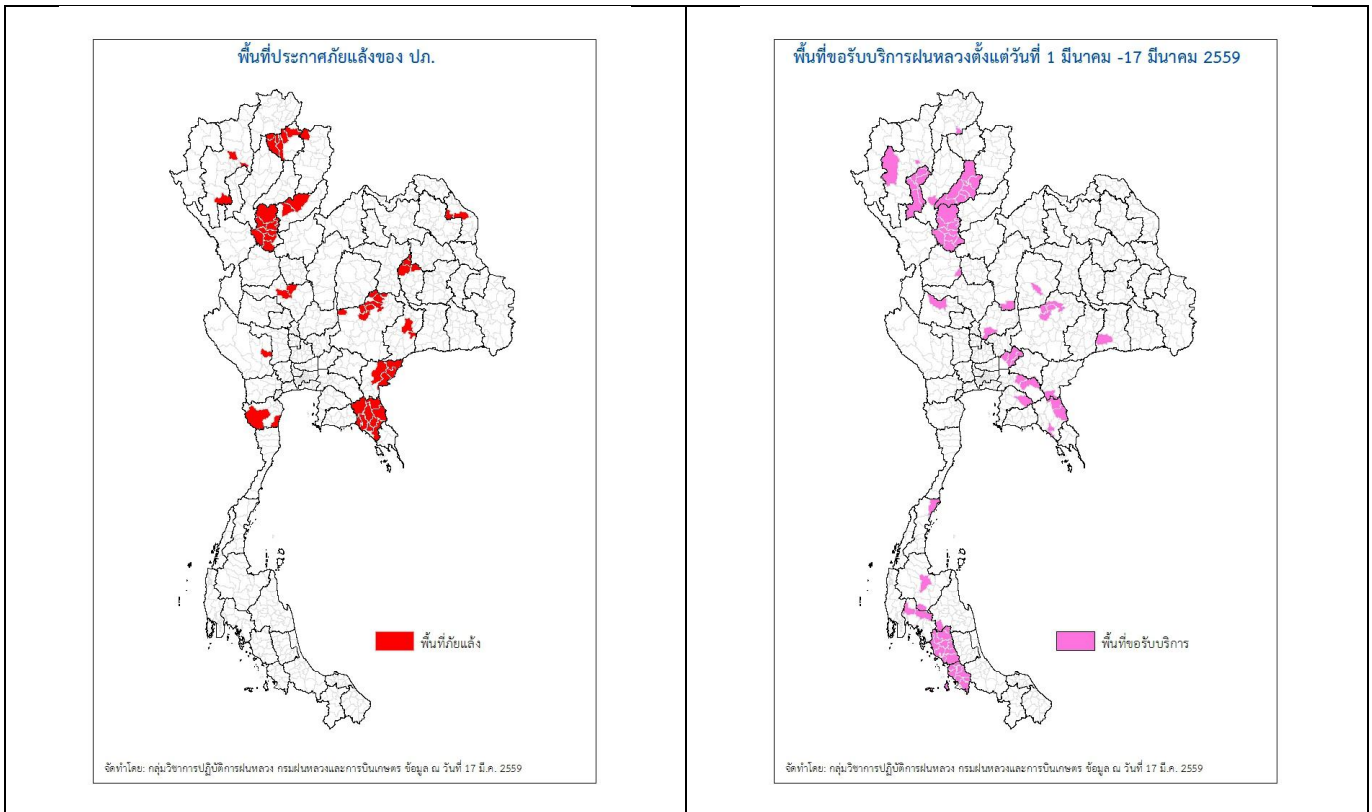 พื้นที่ประกาศภัยแล้งของ ปภ.
พื้นที่ภัยแล้ง
จัดทำโดย: กลุ่มวิชาการปฏิบัติการฝนหลวง กรมฝนหลวงและการบินเกษตร ข้อมูล ณ วันที่ 17 มี.ค. 2559
พื้นที่ขอรับบริการฝนหลวงตั้งแต่วันที่ 1 มีนาคม -17 มีนาคม 2559
พื้นที่ขอรับบริการ
จัดทำโดย: กลุ่มวิชาการปฏิบัติการฝนหลวง กรมฝนหลวงและการบินเกษตร ข้อมูล ณ วันที่ 17 มี.ค. 2559